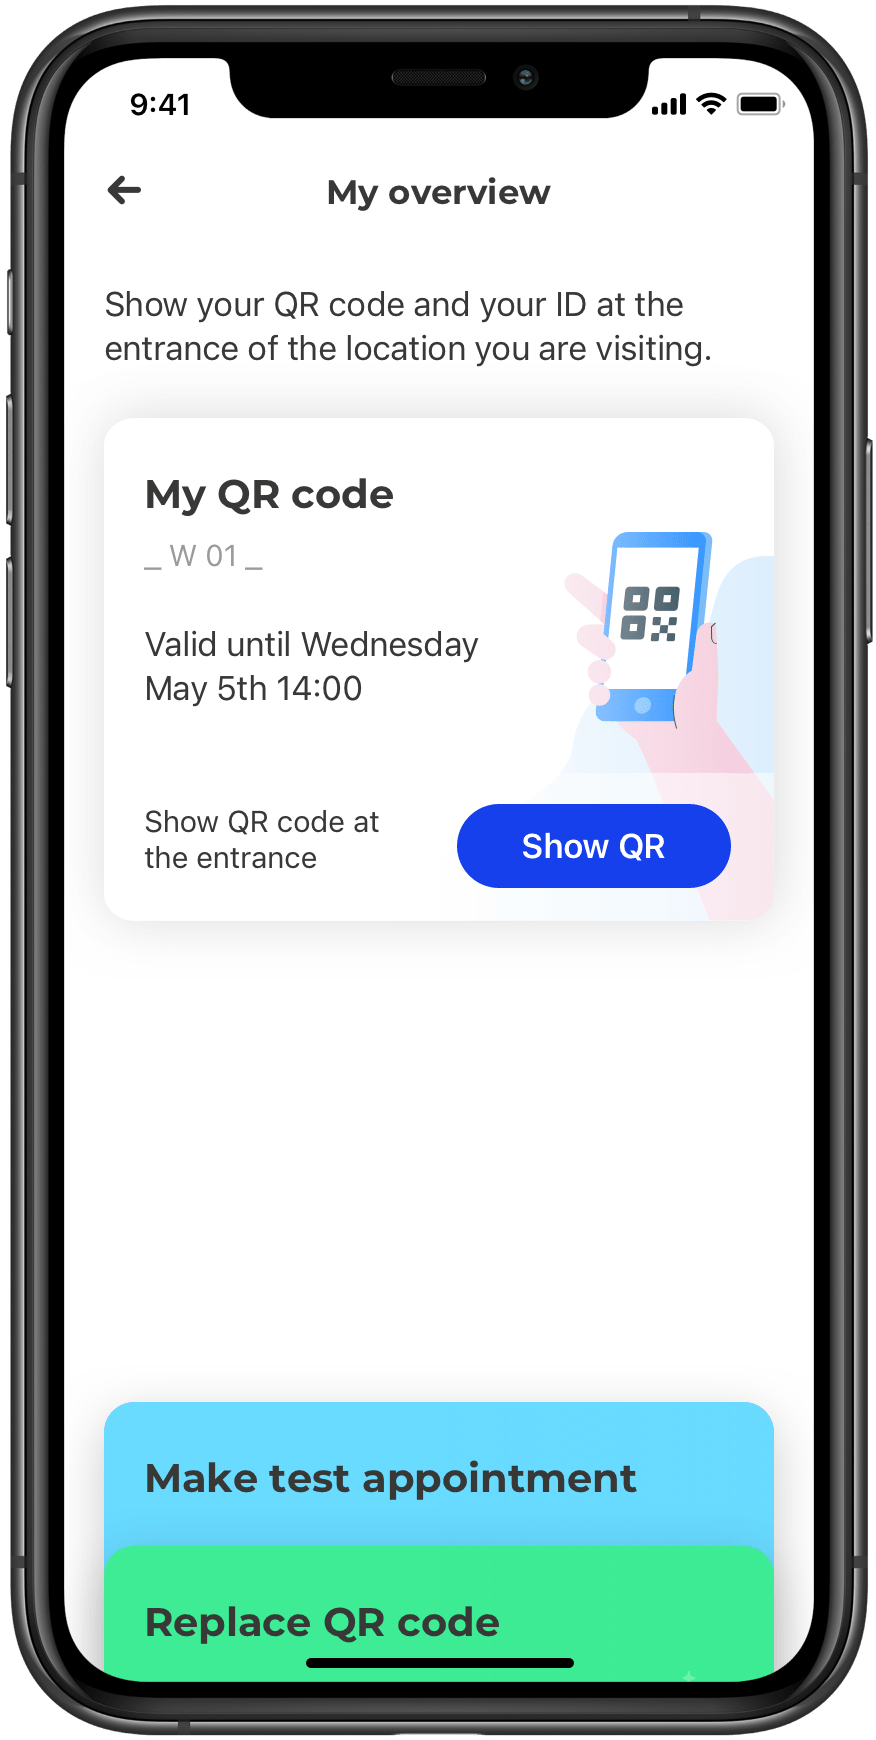 9:41
My overview
Show your QR code and your ID at the
entrance of the location you are visiting.
My QR code
_ W 01 _
Valid until Wednesday
May 5th 14:00
Show QR code at
the entrance
Show QR
Make test appointment
Replace QR code